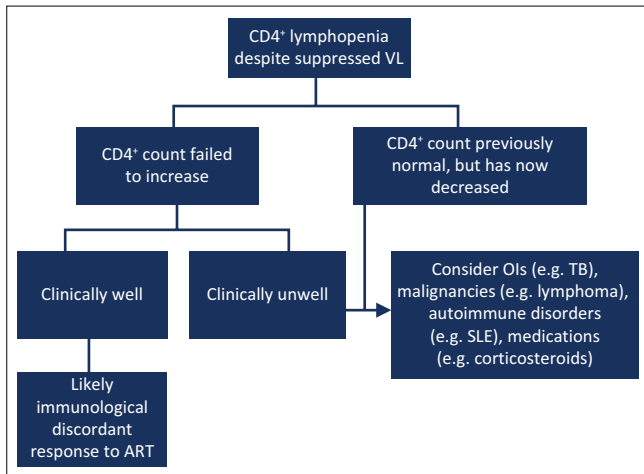 CD4⁺ lymphopenia
despite suppressed VL
CD4⁺ count failed
to increase
CD4⁺ count previously
normal, but has now
decreased
Clinically well
Clinically unwell
Consider OIs (e.g. TB),
malignancies (e.g. lymphoma),
autoimmune disorders
(e.g. SLE), medications
(e.g. corticosteroids)
Likely
immunological
discordant
response to ART